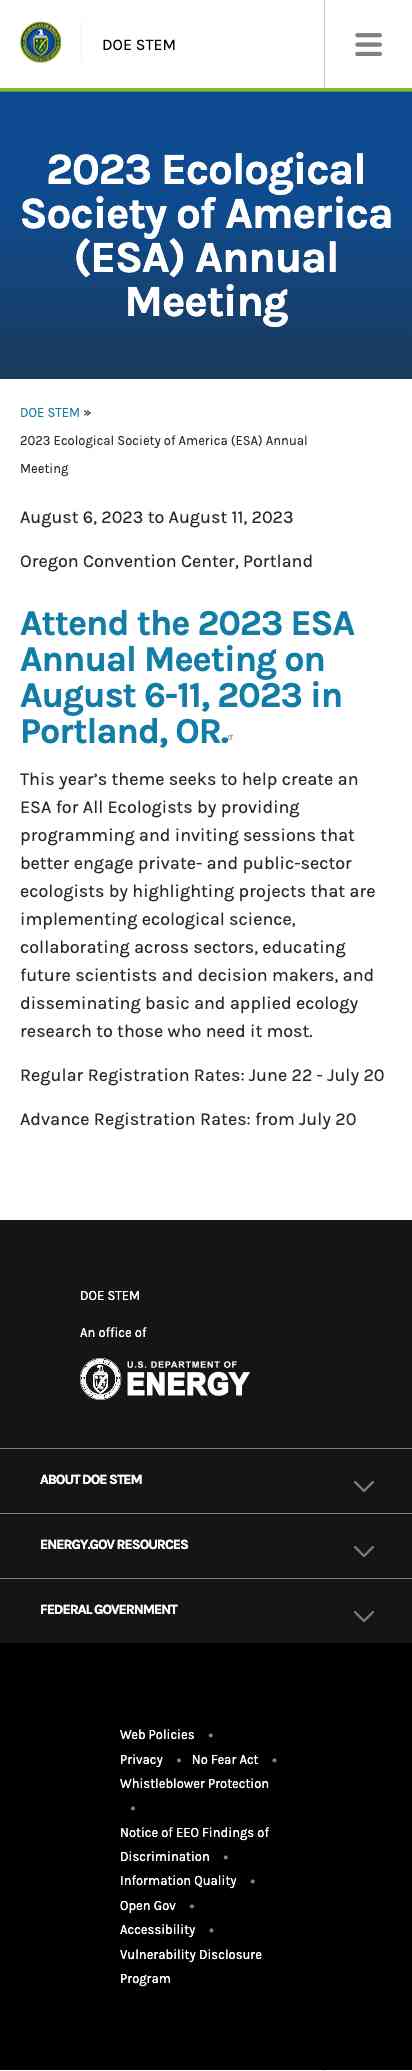 DOE STEM
2023 Ecological
Society of America
(ESA) Annual
Meeting
DOE STEM »
2023 Ecological Society of America (ESA) Annual
Meeting
August 6, 2023 to August 11, 2023
Oregon Convention Center, Portland
Attend the 2023 ESA
Annual Meeting on
August 6-11, 2023 in
Portland, OR.
This year’s theme seeks to help create an
ESA for All Ecologists by providing
programming and inviting sessions that
better engage private- and public-sector
ecologists by highlighting projects that are
implementing ecological science,
collaborating across sectors, educating
future scientists and decision makers, and
disseminating basic and applied ecology
research to those who need it most.
Regular Registration Rates: June 22 - July 20
Advance Registration Rates: from July 20
DOE STEM
An office of
U.S. DEPARTMENT OF
ENERGY
ABOUT DOE STEM
ENERGY.GOV RESOURCES
FEDERAL GOVERNMENT
Web Policies •
Privacy • No Fear Act •
Whistleblower Protection
•
Notice of EEO Findings of
Discrimination •
Information Quality •
Open Gov •
Accessibility •
Vulnerability Disclosure
Program